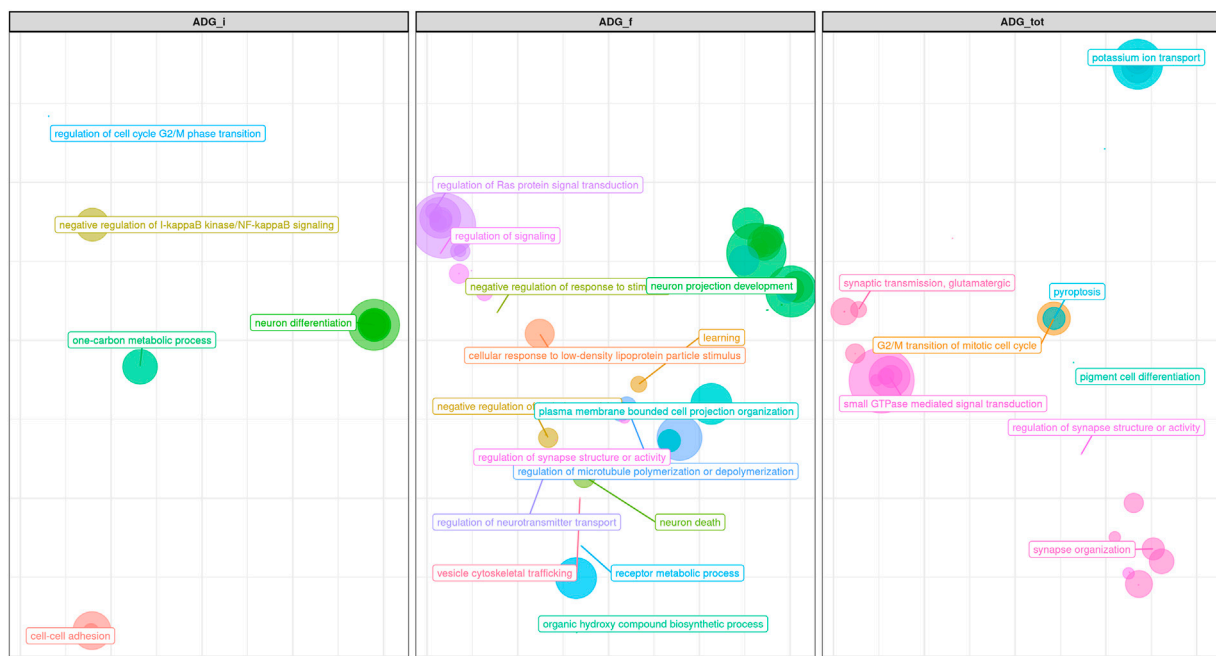 ADG_i
regulation of cell cycle G2/M phase transition
negative regulation of I-kappaB kinase/NF-kappaB signaling
neuron differentiation
one-carbon metabolic process
cell-cell adhesion
ADG_f
regulation of Ras protein signal transduction
regulation of signaling
negative regulation of response to
neuron projection development
learning
cellular response to low-density lipoprotein particle stimulus
negative regulation of
plasma membrane bounded cell projection organization
regulation of synapse structure or activity
regulation of microtubule polymerization or depolymerization
regulation of neurotransmitter transport
neuron death
vesicle cytoskeletal trafficking
receptor metabolic process
organic hydroxy compound biosynthetic process
ADG_tot
potassium ion transport
synaptic transmission, glutamatergic
pyroptosis
G2/M transition of mitotic cell cycle
pigment cell differentiation
small GTPase mediated signal transduction
regulation of synapse structure or activity
synapse organization